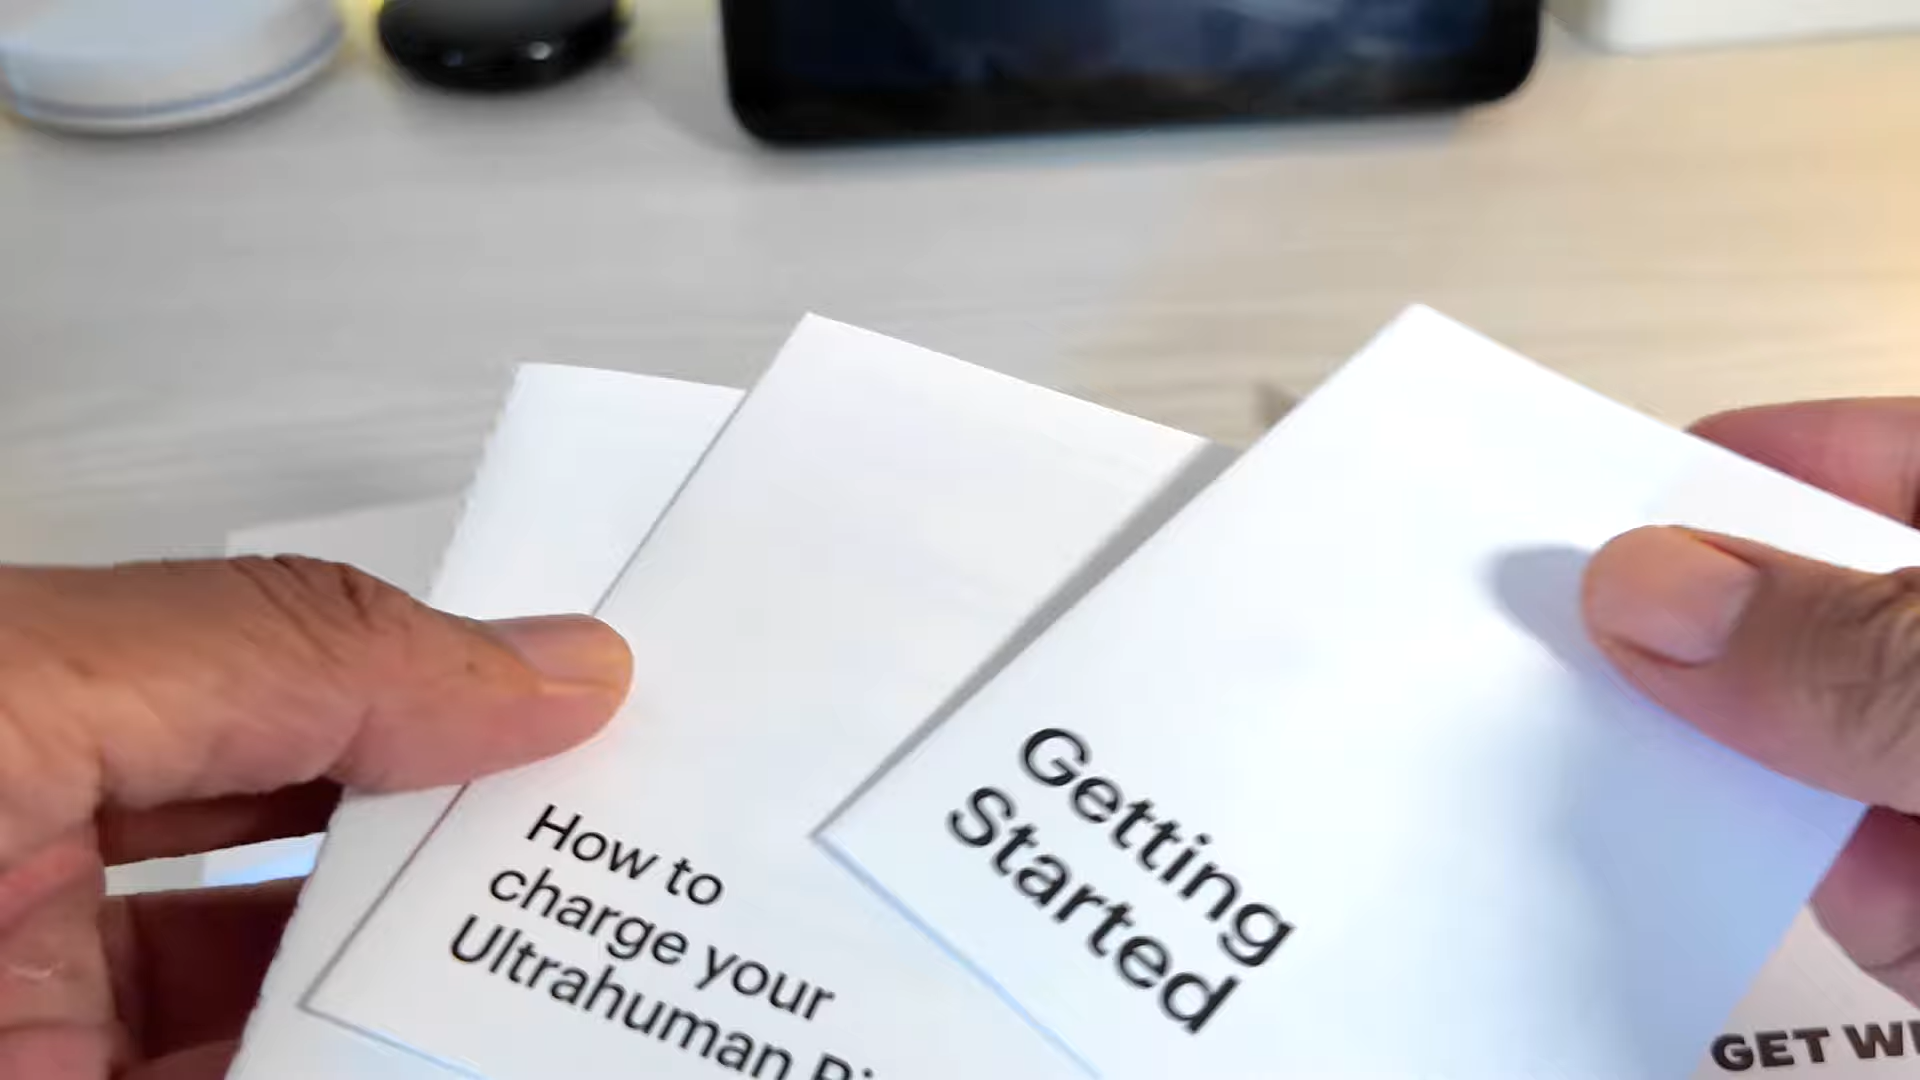 How to
charge your
Ultrahuman
Getting
Started
GET